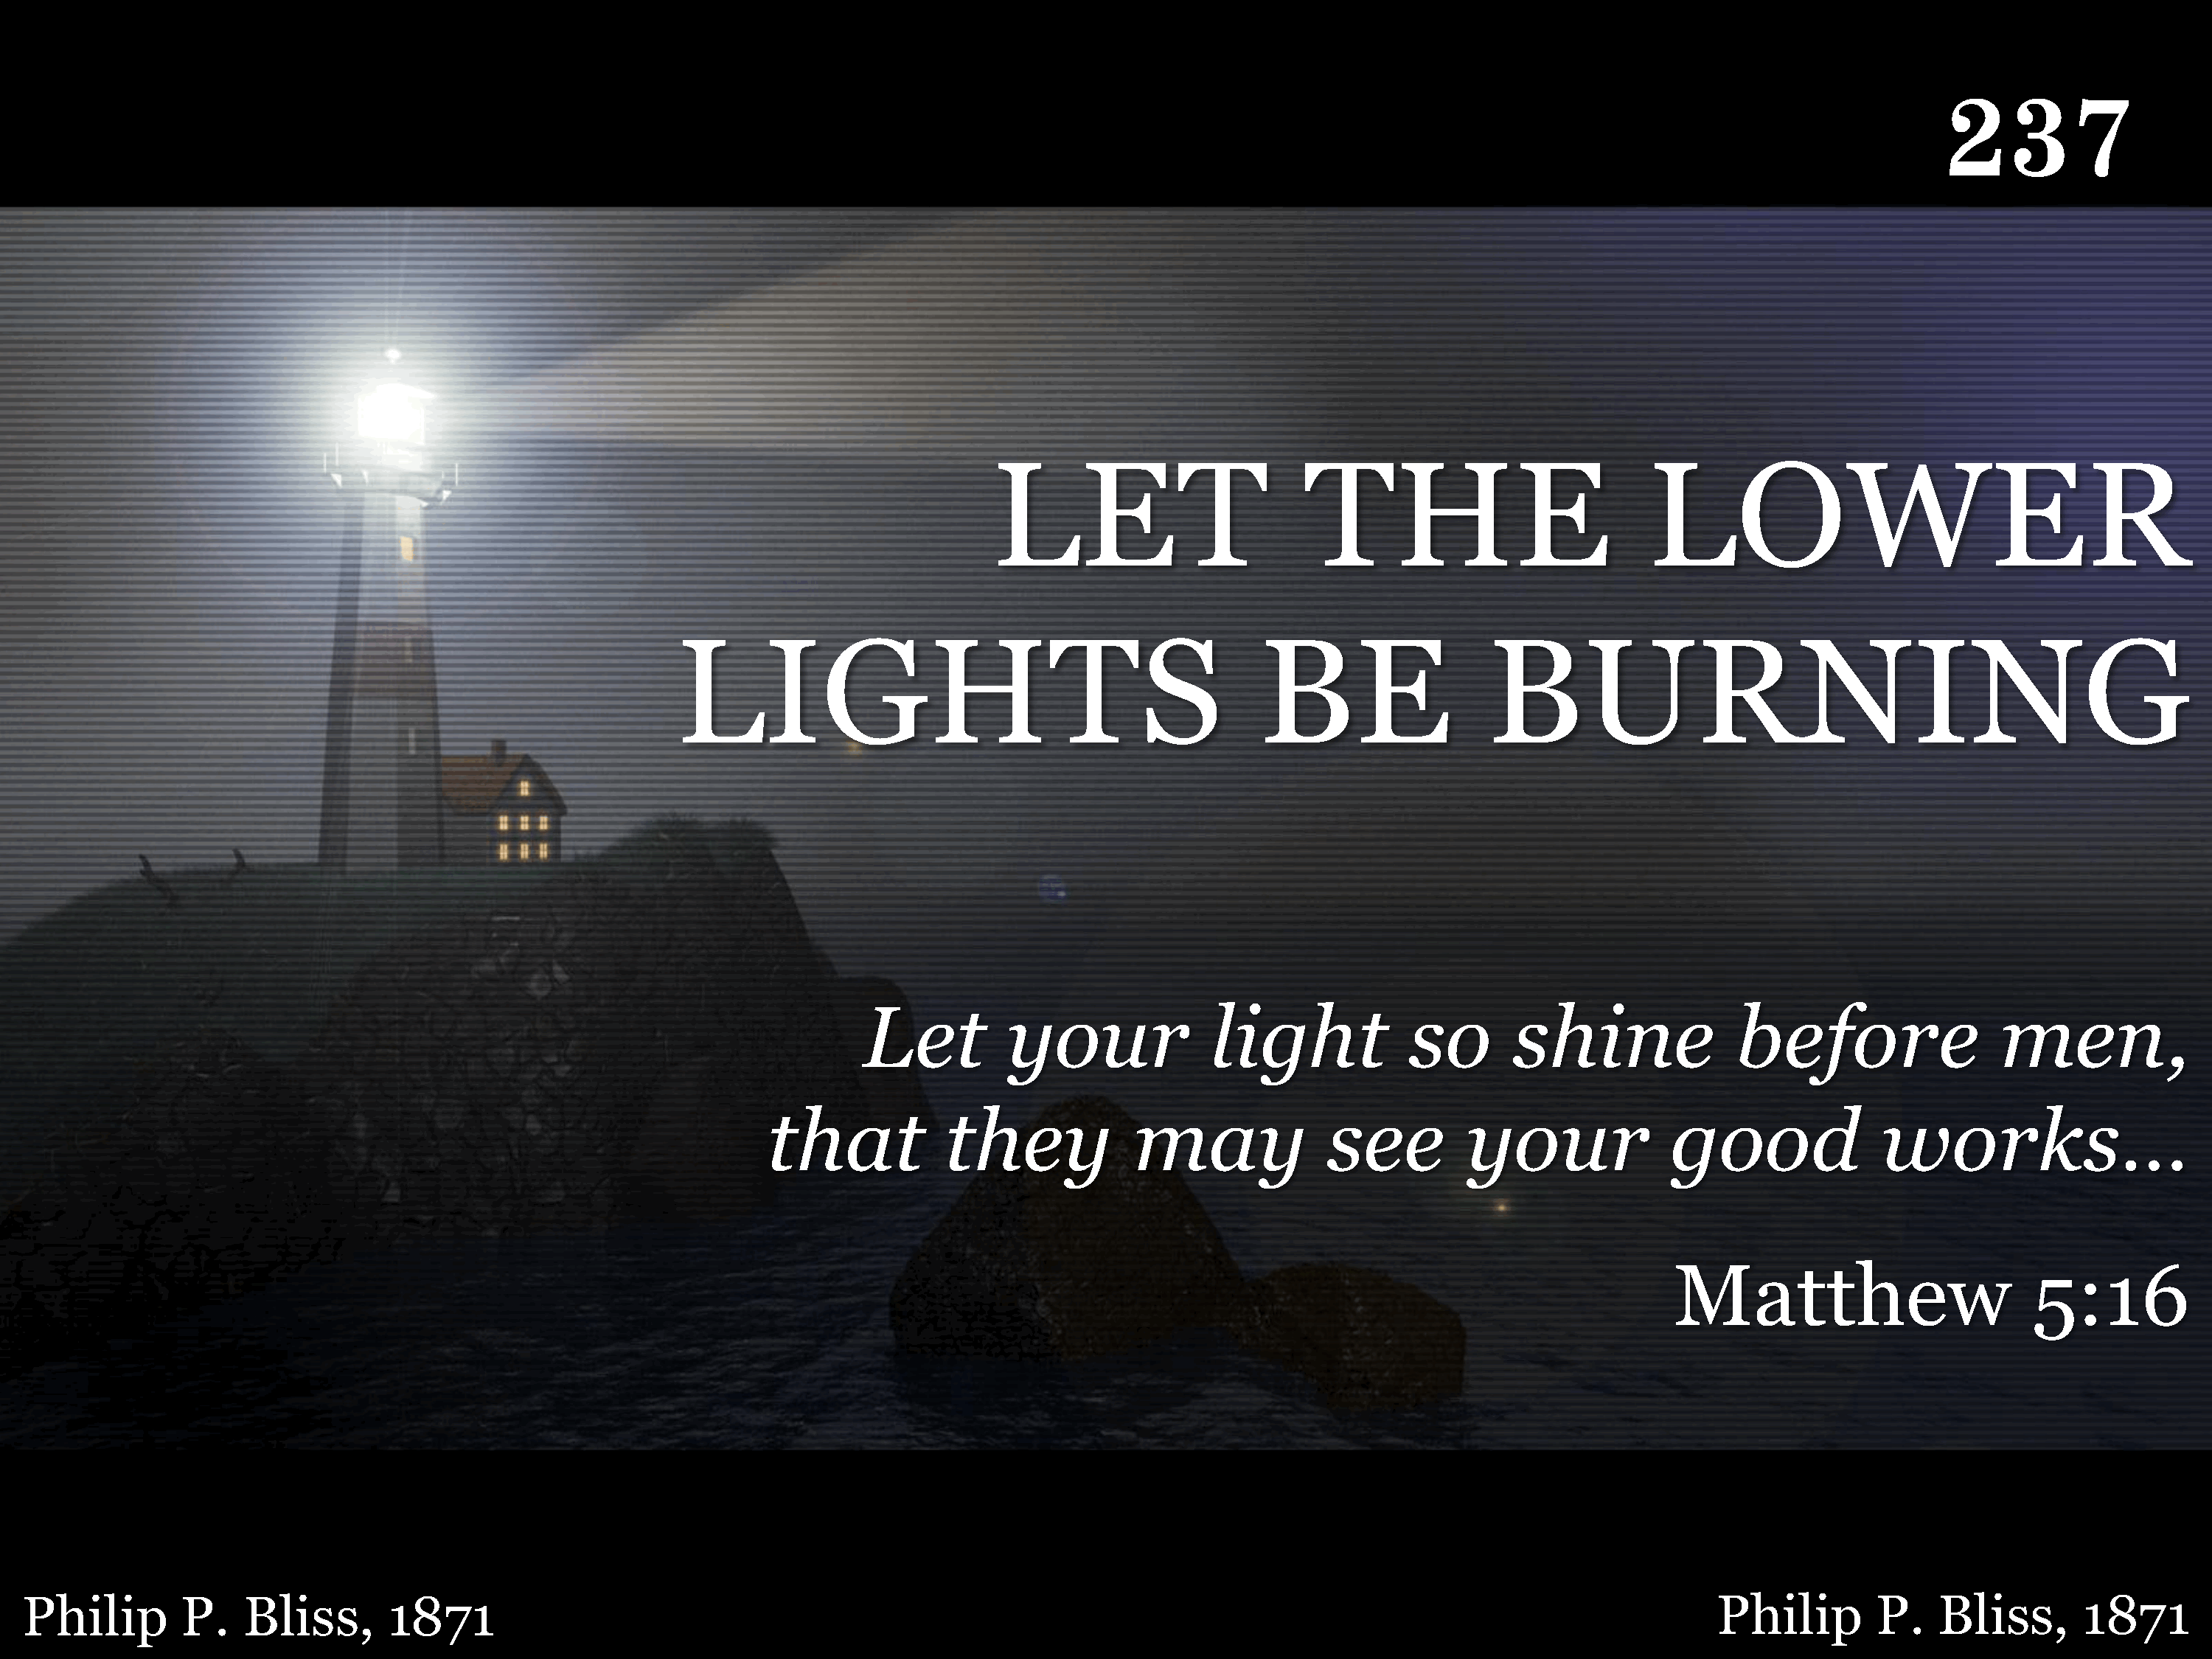 237
LET THE LOWER
LIGHTS BE BURNING
Let your light so shine before men,
that they may see your good works...
Matthew 5:16
Philip P. Bliss, 1871
Philip P. Bliss, 1871